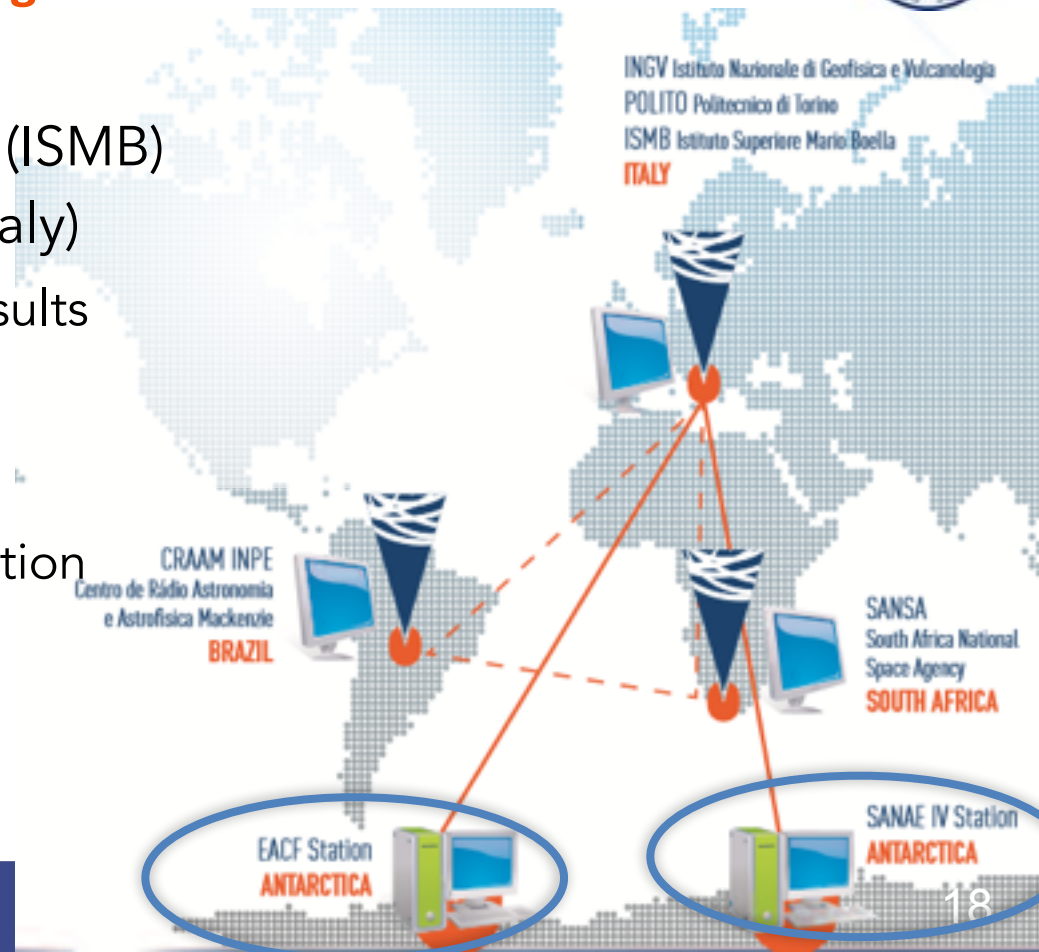 g
INGV Istituto Nazionale di Geofisica e Vulcanologia
POLITO Politecnico di Torino
ISMB Istituto Superiore Mario Boella
ITALY
(ISMB)
aly)
sults
tion
CRAAM INPE
Centro de Rádio Astronomia
e Astrofisica Mackenzie
BRAZIL
SANSA
South Africa National
Space Agency
SOUTH AFRICA
EACF Station
ANTARCTICA
SANAE IV Station
ANTARCTICA
18